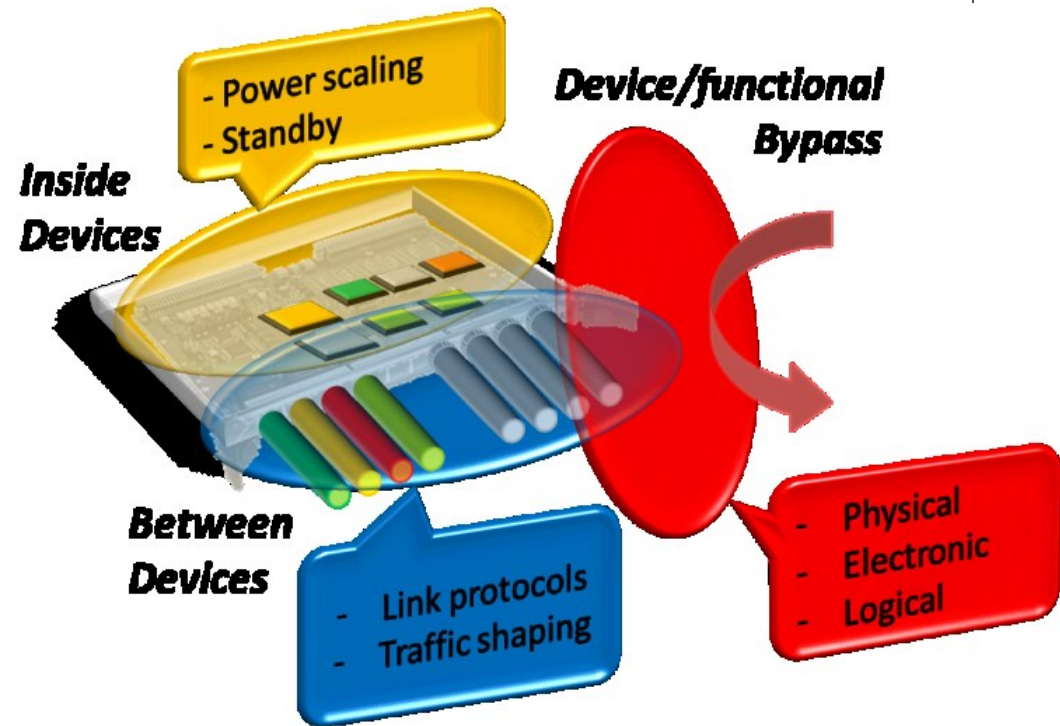 - Power scaling
- Standby
Device/functional
Bypass
Inside
Devices
Between
Devices
- Link protocols
- Traffic shaping
- Physical
- Electronic
- Logical